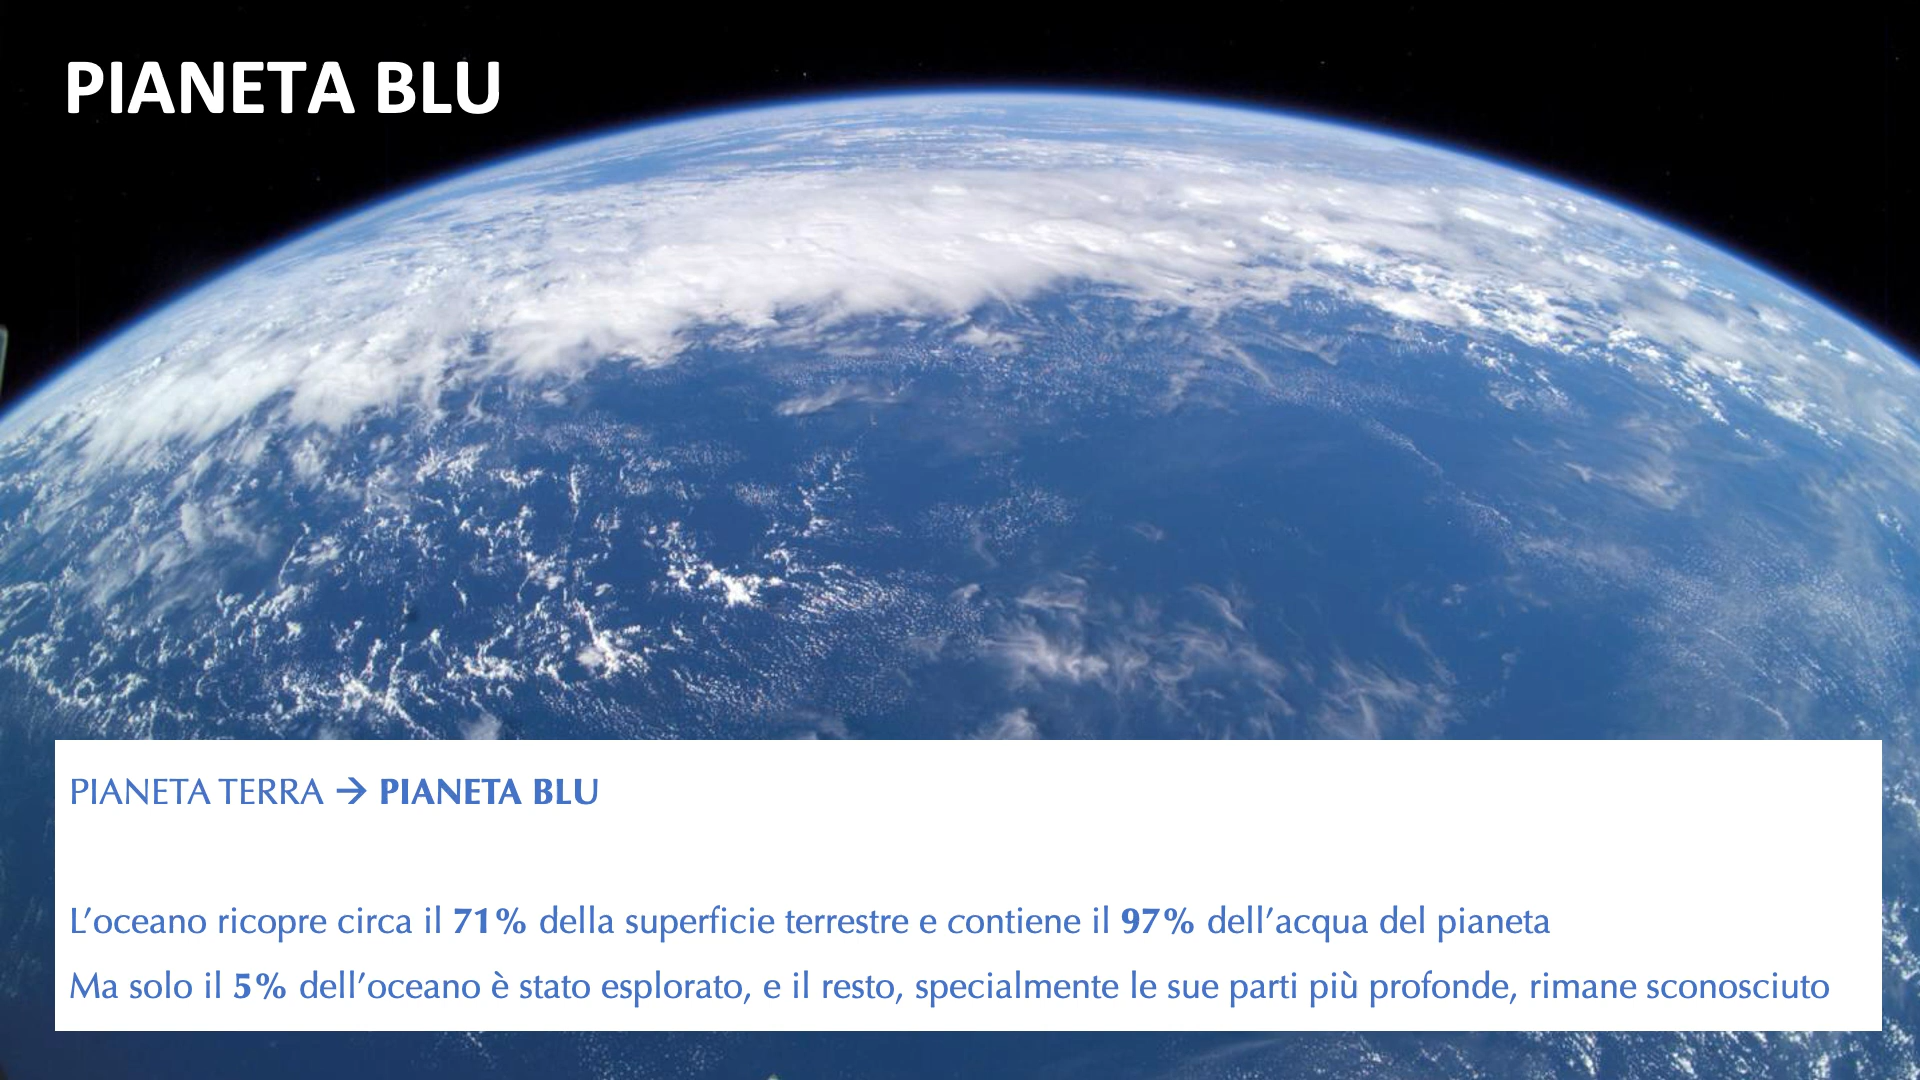 PIANETA BLU
PIANETA TERRA → PIANETA BLU
L’oceano ricopre circa il 71% della superficie terrestre e contiene il 97% dell’acqua del pianeta
Ma solo il 5% dell’oceano è stato esplorato, e il resto, specialmente le sue parti più profonde, rimane sconosciuto